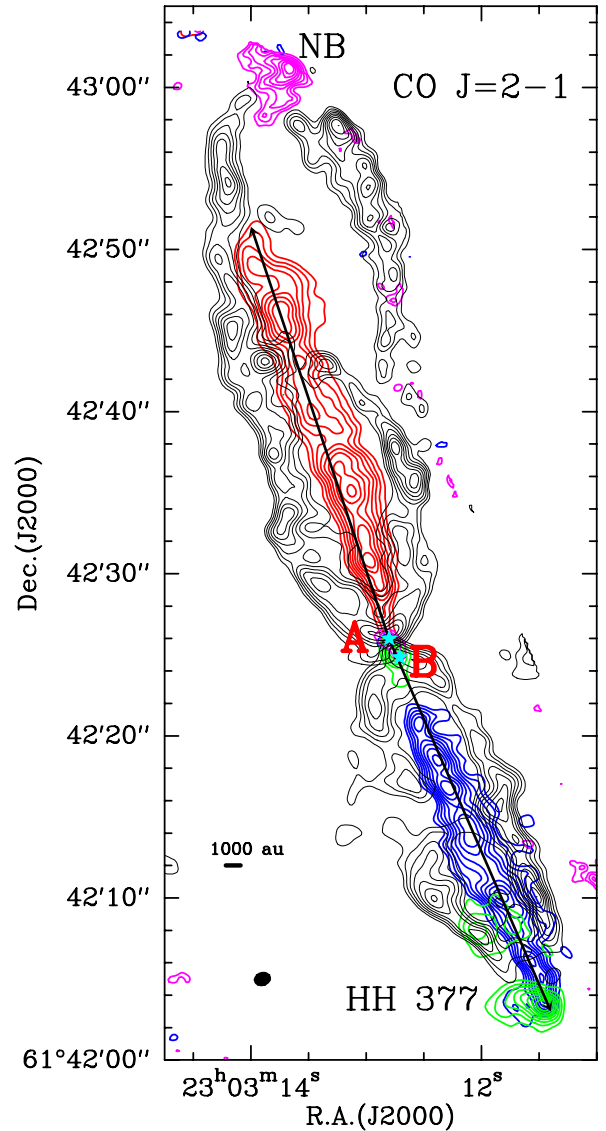 NB
CO J=2−1
43′00″
42′50″
42′40″
42′30″
A
B
42′20″
1000 au
42′10″
HH 377
61°42′00″
23ʰ03ᵐ14ˢ
12ˢ
R.A.(J2000)
Dec.(J2000)